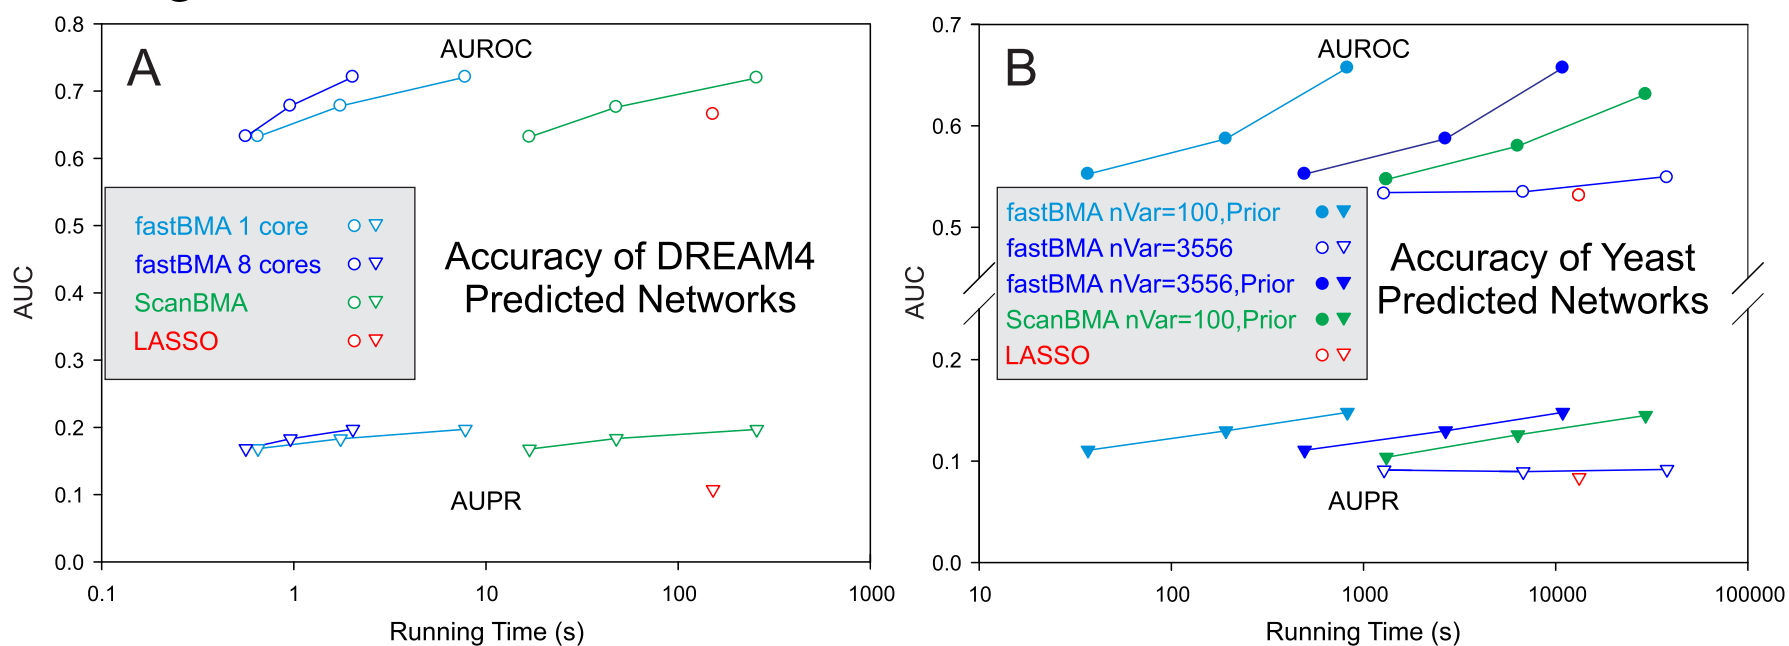 A
AUROC
0.8
0.7
0.6
0.5
0.4
0.3
0.2
0.1
0.0
AUC
fastBMA 1 core
fastBMA 8 cores
ScanBMA
LASSO
Accuracy of DREAM4
Predicted Networks
AUPR
0.1
1
10
100
1000
Running Time (s)
B
AUROC
0.7
0.6
0.5
0.2
0.1
0.0
AUC
fastBMA nVar=100,Prior
fastBMA nVar=3556
fastBMA nVar=3556,Prior
ScanBMA nVar=100,Prior
LASSO
Accuracy of Yeast
Predicted Networks
AUPR
10
100
1000
10000
100000
Running Time (s)